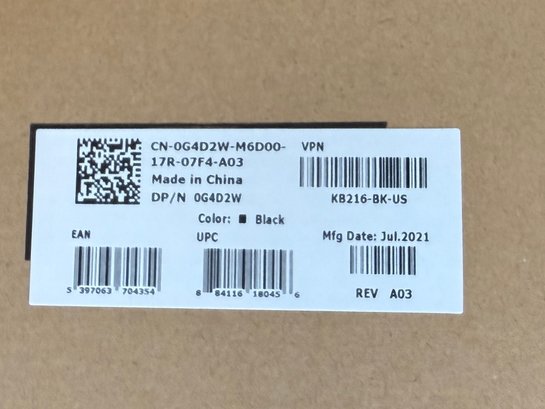 CN-0G4D2W-M6D00-
17R-07F4-A03
Made in China
DP/N 0G4D2W
VPN
KB216-BK-US
Color: ■ Black
EAN
5 397063 704354
UPC
8 84116 18045 6
Mfg Date: Jul.2021
REV A03